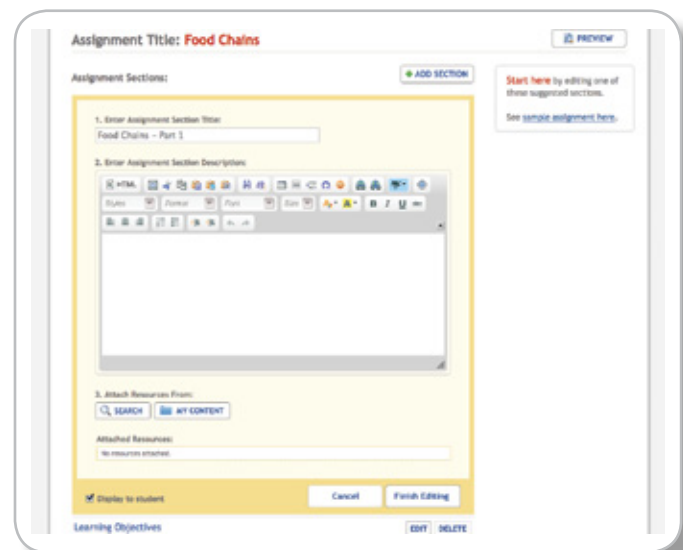 Assignment Title: Food Chains
PREVIEW
Assignment Sections:
ADD SECTION
Start here by editing one of
these suggested sections.
See sample assignment here.
1. Enter Assignment Section Title:
Food Chains - Part 1
2. Enter Assignment Section Description:
HTML
Styles Format Font Size A A B I U abc
3. Attach Resources From:
SEARCH MY CONTENT
Attached Resources:
No resources attached.
Display to student
Cancel Finish Editing
Learning Objectives
EDIT DELETE